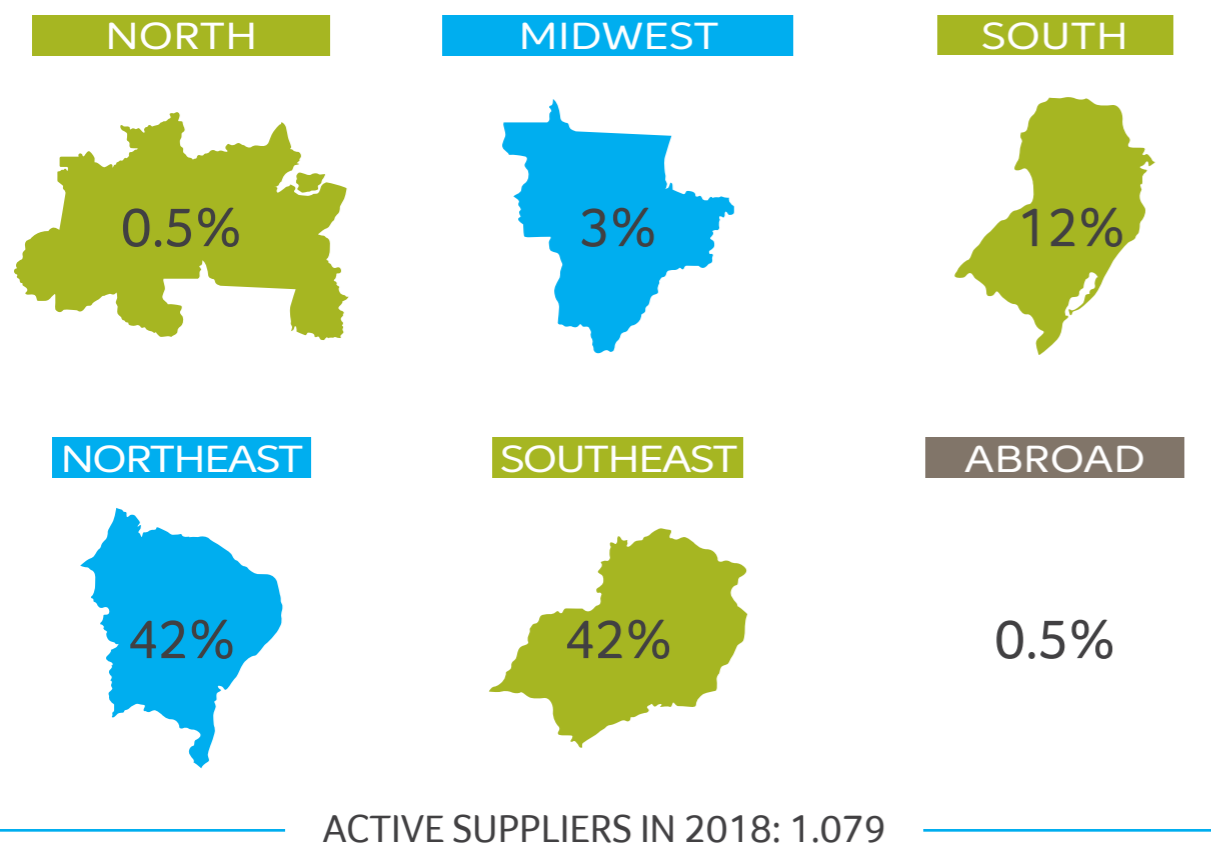 NORTH
MIDWEST
SOUTH
0.5%
3%
12%
NORTHEAST
SOUTHEAST
ABROAD
42%
42%
0.5%
ACTIVE SUPPLIERS IN 2018: 1.079